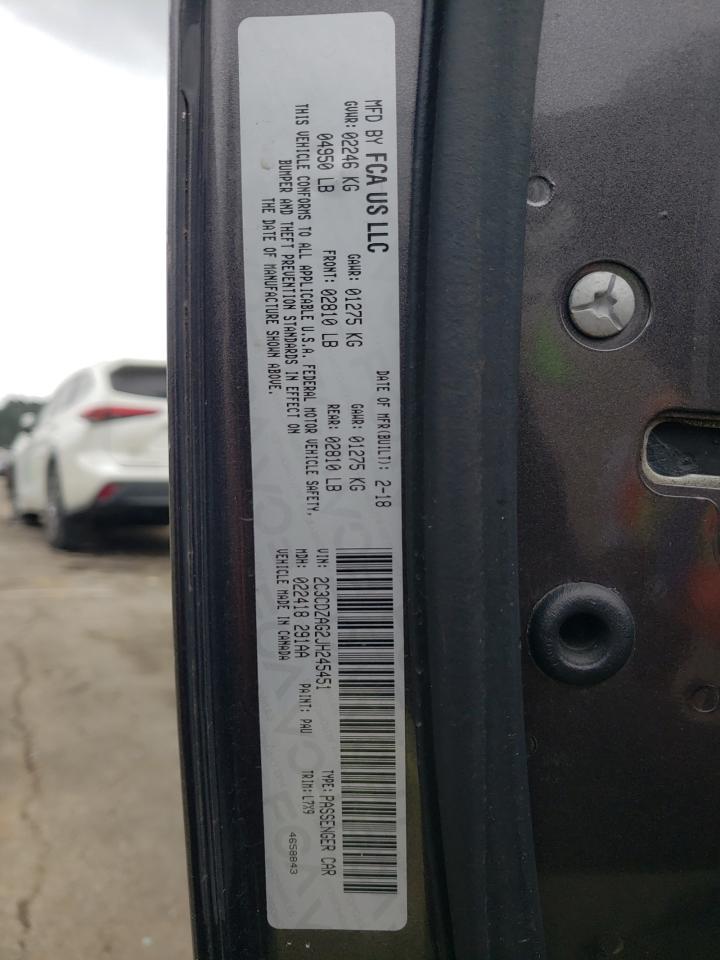 MFD BY FCA US LLC
DATE OF MFR(BUILT): 2-18
GVWR: 02246 KG
GAWR: 01275 KG
GAWR: 01275 KG
04950 LB
FRONT: 02810 LB
REAR: 02810 LB
THIS VEHICLE CONFORMS TO ALL APPLICABLE U.S.A. FEDERAL MOTOR VEHICLE SAFETY,
BUMPER AND THEFT PREVENTION STANDARDS IN EFFECT ON
THE DATE OF MANUFACTURE SHOWN ABOVE.
VIN: 2C3CDZAG2JH245451
TYPE: PASSENGER CAR
MDH: 022418 291AA
PAINT: PAU
TRIM: L7X9
VEHICLE MADE IN CANADA
4658843